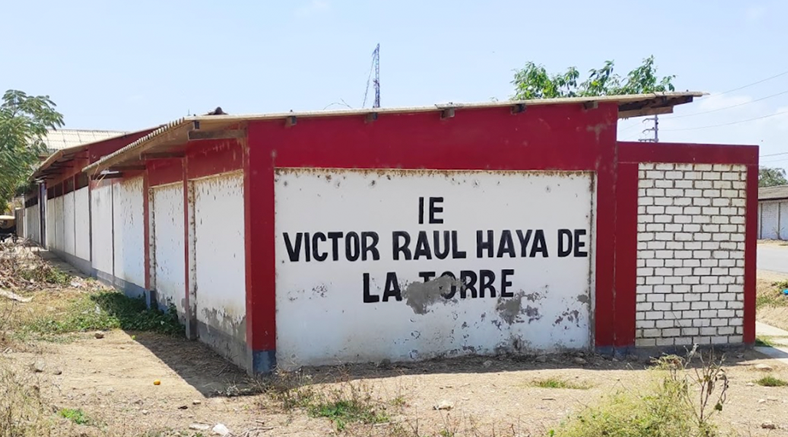 IE
VICTOR RAUL HAYA DE
LA TORRE